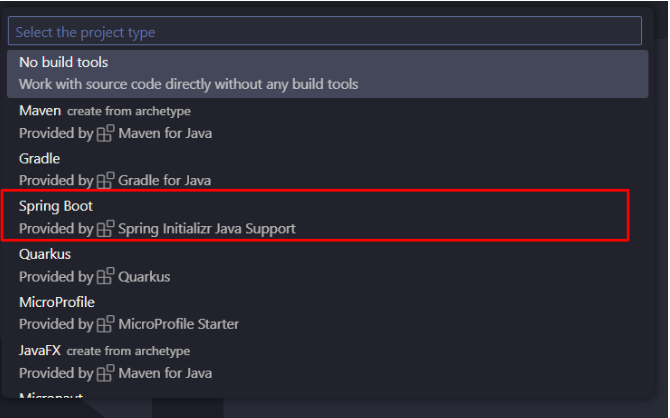 Select the project type
No build tools
Work with source code directly without any build tools
Maven create from archetype
Provided by Maven for Java
Gradle
Provided by Gradle for Java
Spring Boot
Provided by Spring Initializr Java Support
Quarkus
Provided by Quarkus
MicroProfile
Provided by MicroProfile Starter
JavaFX create from archetype
Provided by Maven for Java
Micronaut